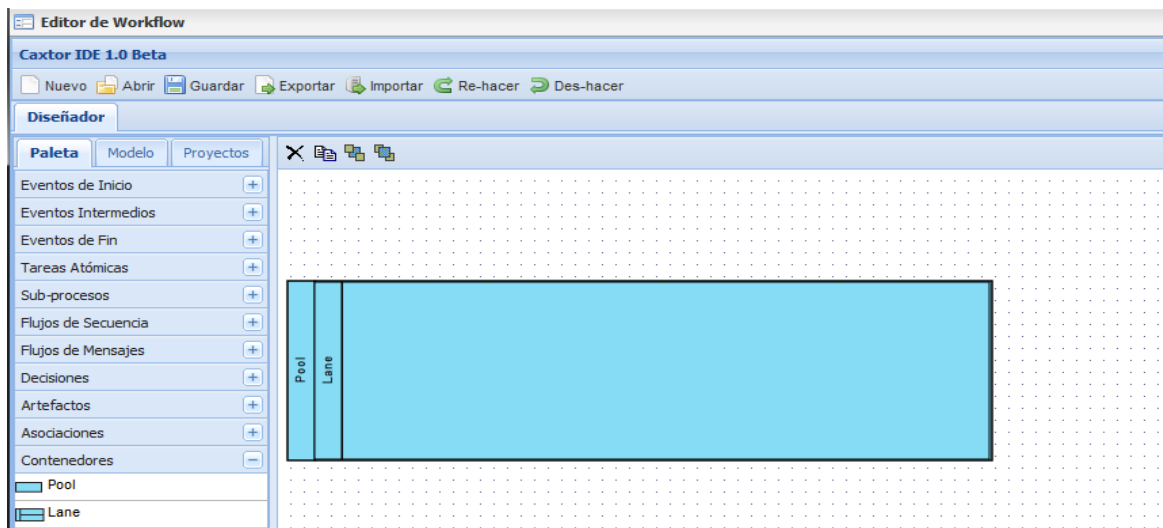 Editor de Workflow
Caxtor IDE 1.0 Beta
Nuevo Abrir Guardar Exportar Importar Re-hacer Des-hacer
Diseñador
Paleta Modelo Proyectos
Eventos de Inicio
Eventos Intermedios
Eventos de Fin
Tareas Atómicas
Sub-procesos
Flujos de Secuencia
Flujos de Mensajes
Decisiones
Artefactos
Asociaciones
Contenedores
Pool
Lane
Pool
Lane